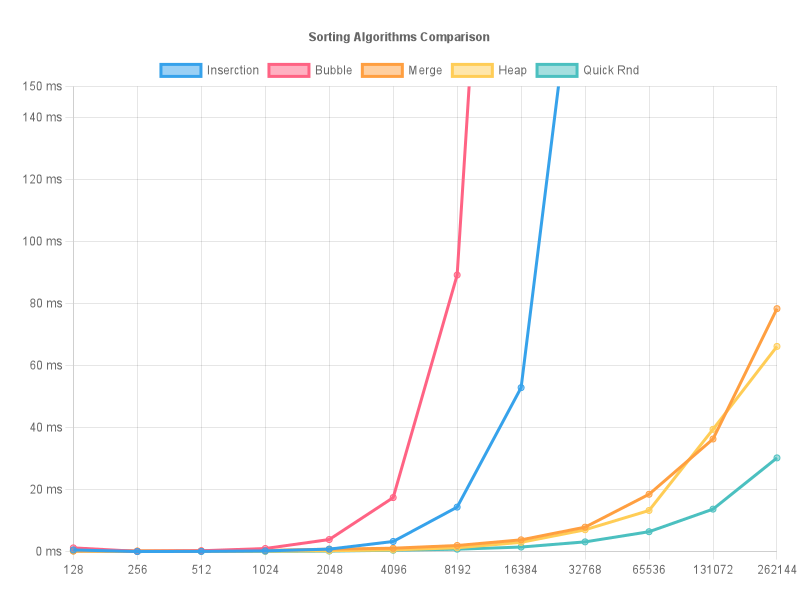 Sorting Algorithms Comparison
Inserction Bubble Merge Heap Quick Rnd
150 ms
140 ms
120 ms
100 ms
80 ms
60 ms
40 ms
20 ms
0 ms
128 256 512 1024 2048 4096 8192 16384 32768 65536 131072 262144